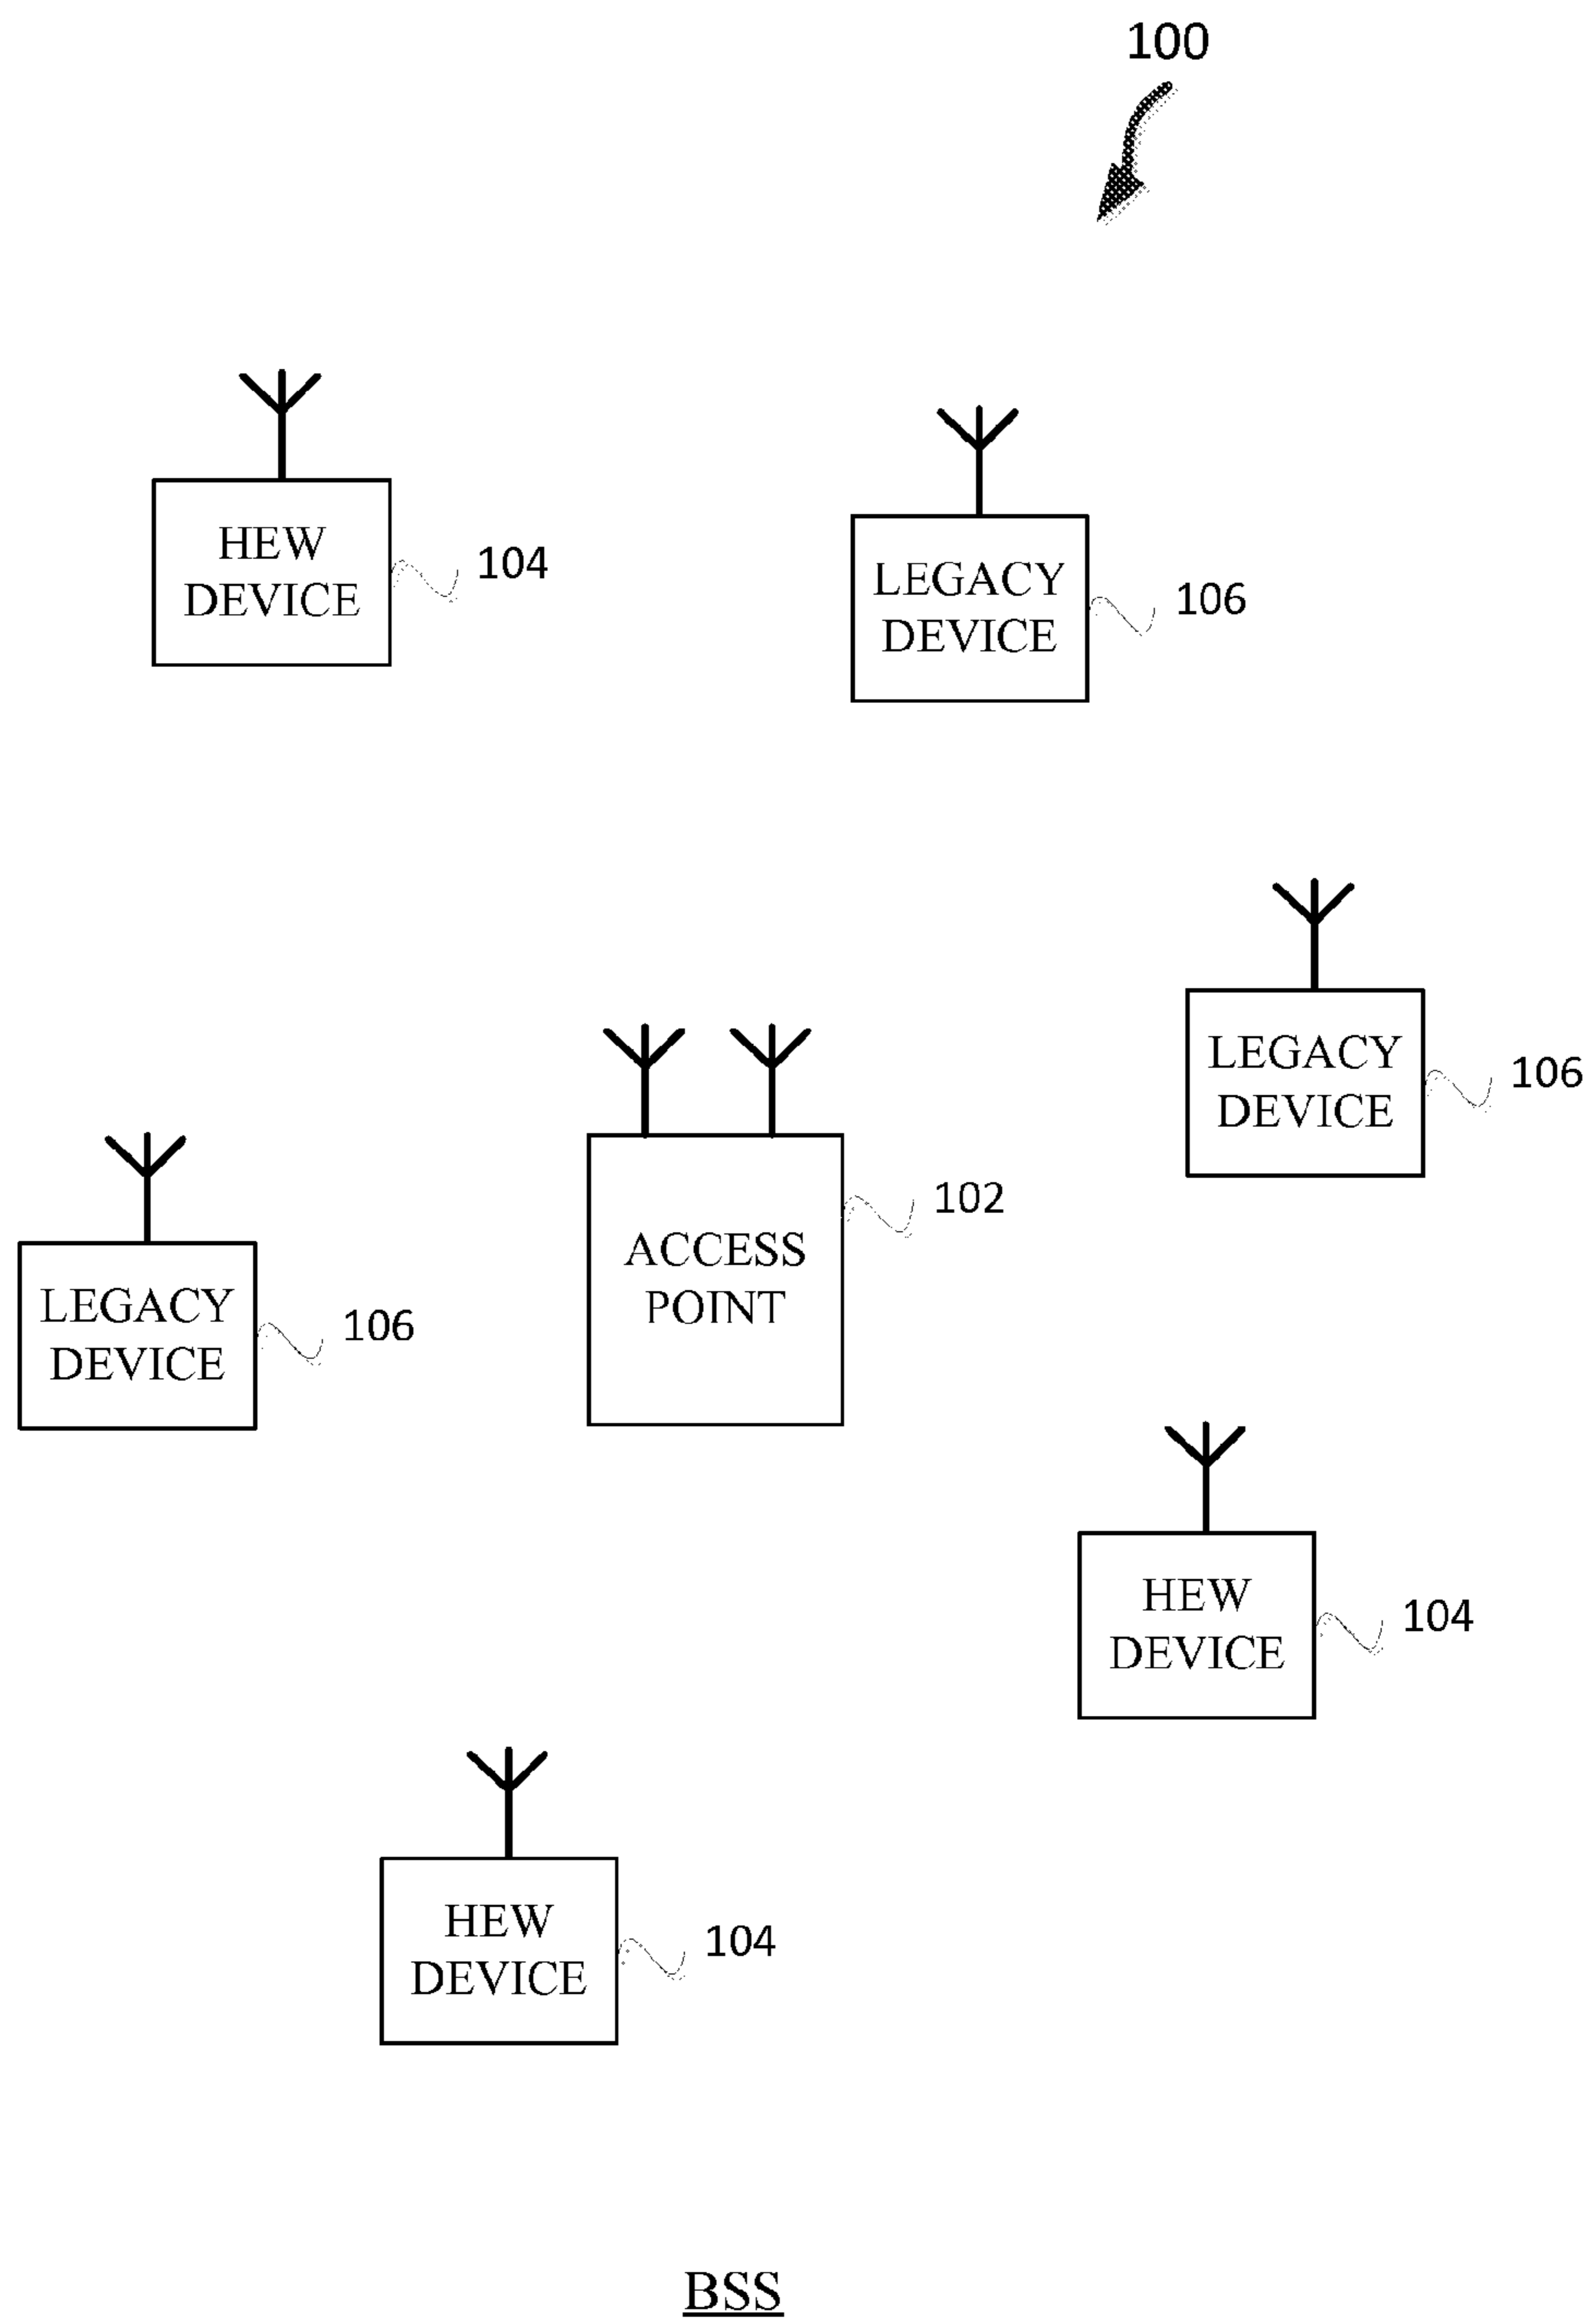 100
HEW
DEVICE
104
LEGACY
DEVICE
106
LEGACY
DEVICE
106
ACCESS
POINT
102
LEGACY
DEVICE
106
HEW
DEVICE
104
HEW
DEVICE
104
BSS